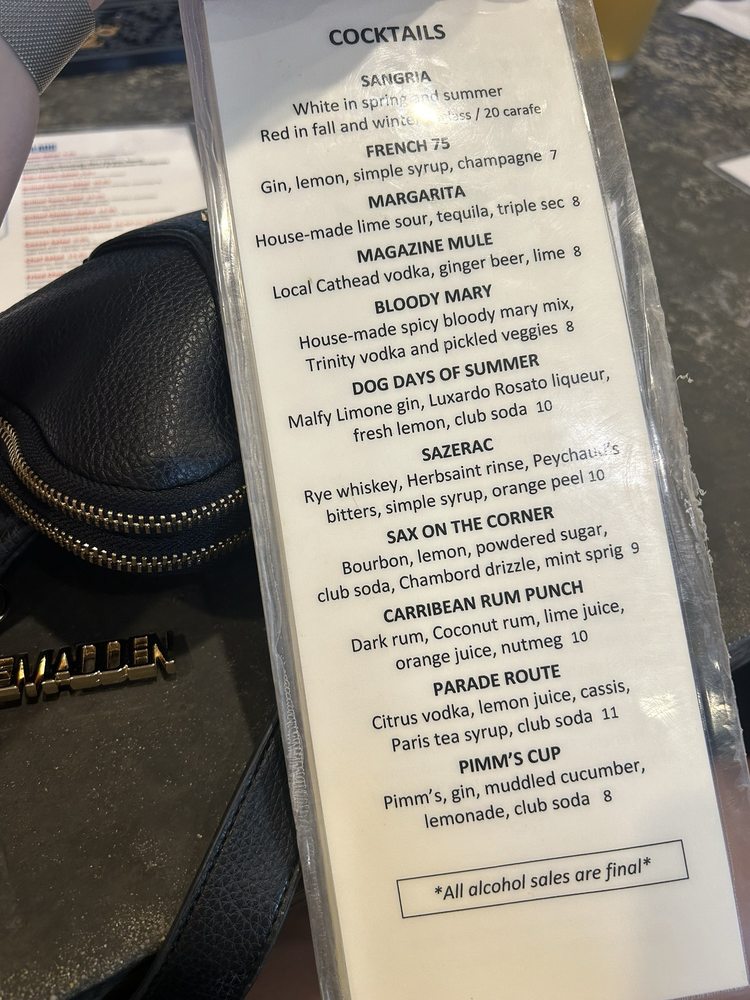 COCKTAILS
SANGRIA
White in spring and summer
Red in fall and winter glass / 20 carafe
FRENCH 75
Gin, lemon, simple syrup, champagne 7
MARGARITA
House-made lime sour, tequila, triple sec 8
MAGAZINE MULE
Local Cathead vodka, ginger beer, lime 8
BLOODY MARY
House-made spicy bloody mary mix,
Trinity vodka and pickled veggies 8
DOG DAYS OF SUMMER
Malfy Limone gin, Luxardo Rosato liqueur,
fresh lemon, club soda 10
SAZERAC
Rye whiskey, Herbsaint rinse, Peychaud's
bitters, simple syrup, orange peel 10
SAX ON THE CORNER
Bourbon, lemon, powdered sugar,
club soda, Chambord drizzle, mint sprig 9
CARRIBEAN RUM PUNCH
Dark rum, Coconut rum, lime juice,
orange juice, nutmeg 10
PARADE ROUTE
Citrus vodka, lemon juice, cassis,
Paris tea syrup, club soda 11
PIMM'S CUP
Pimm's, gin, muddled cucumber,
lemonade, club soda 8
*All alcohol sales are final*